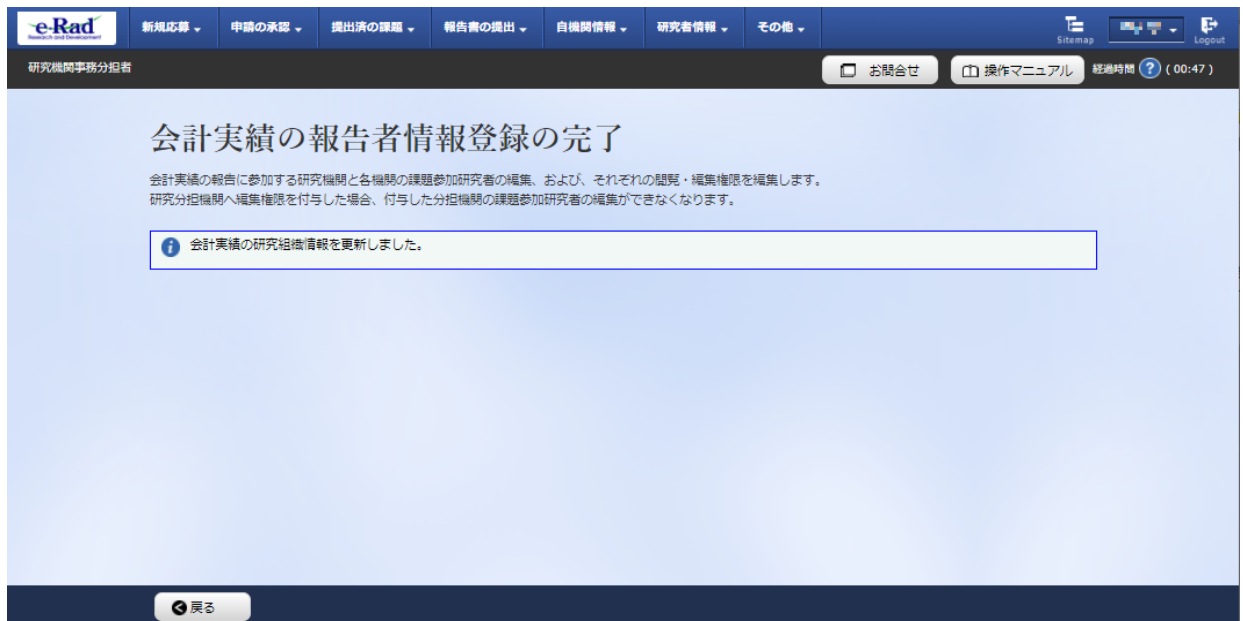 e-Rad
Research and Development
新規応募
申請の承認
提出済の課題
報告書の提出
自機関情報
研究者情報
その他
Sitemap
Logout
研究機関事務分担者
お問合せ
操作マニュアル
経過時間 ? ( 00:47 )
会計実績の報告者情報登録の完了
会計実績の報告に参加する研究機関と各機関の課題参加研究者の編集、および、それぞれの閲覧・編集権限を編集します。
研究分担機関へ編集権限を付与した場合、付与した分担機関の課題参加研究者の編集ができなくなります。
会計実績の研究組織情報を更新しました。
戻る